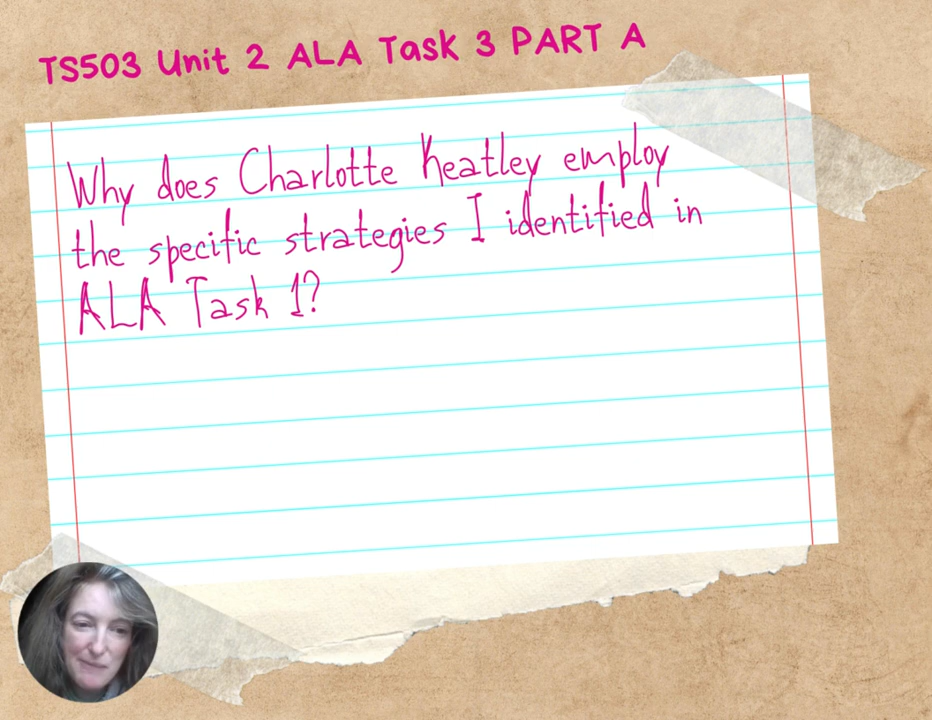 TS503 Unit 2 ALA Task 3 PART A
Why does Charlotte Keatley employ
the specific strategies I identified in
ALA Task 1?